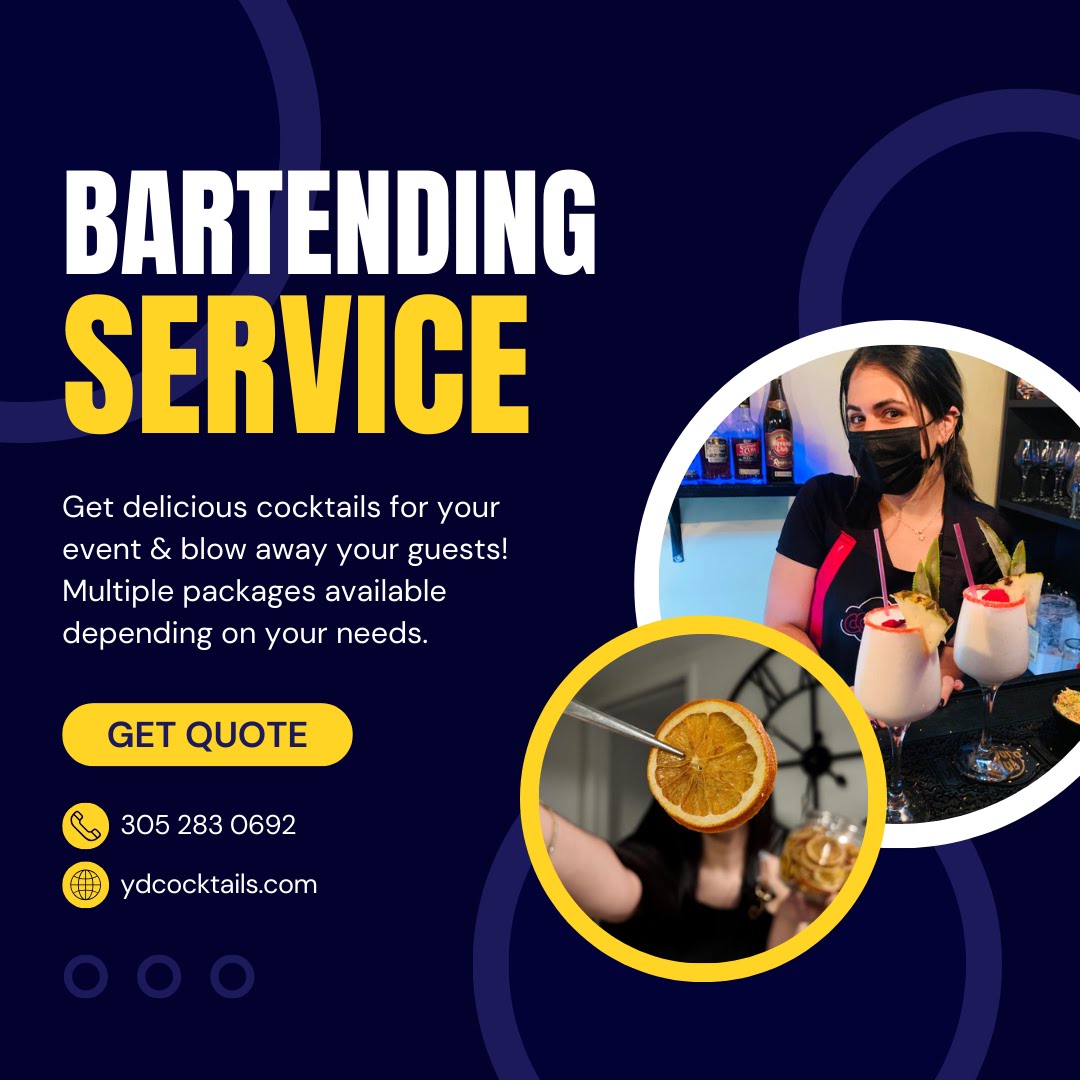 BARTENDING
SERVICE
Get delicious cocktails for your
event & blow away your guests!
Multiple packages available
depending on your needs.
GET QUOTE
305 283 0692
ydcocktails.com